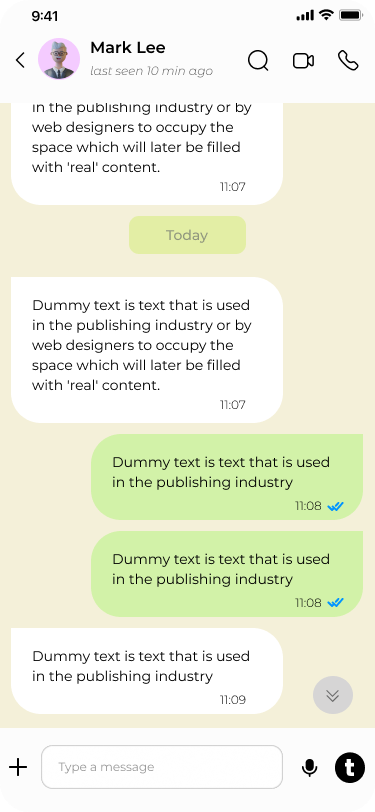 9:41
Mark Lee
last seen 10 min ago
in the publishing industry or by
web designers to occupy the
space which will later be filled
with 'real' content.
11:07
Today
Dummy text is text that is used
in the publishing industry or by
web designers to occupy the
space which will later be filled
with 'real' content.
11:07
Dummy text is text that is used
in the publishing industry
11:08
Dummy text is text that is used
in the publishing industry
11:08
Dummy text is text that is used
in the publishing industry
11:09
Type a message
t